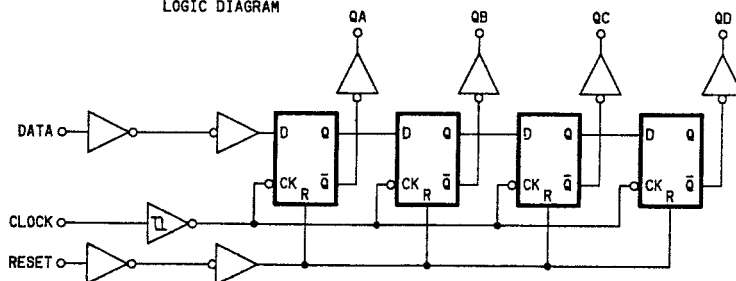 LOGIC DIAGRAM
QA QB QC QD
DATA D Q D Q D Q D Q
CK Q̅ CK Q̅ CK Q̅ CK Q̅
R R R R
CLOCK
RESET